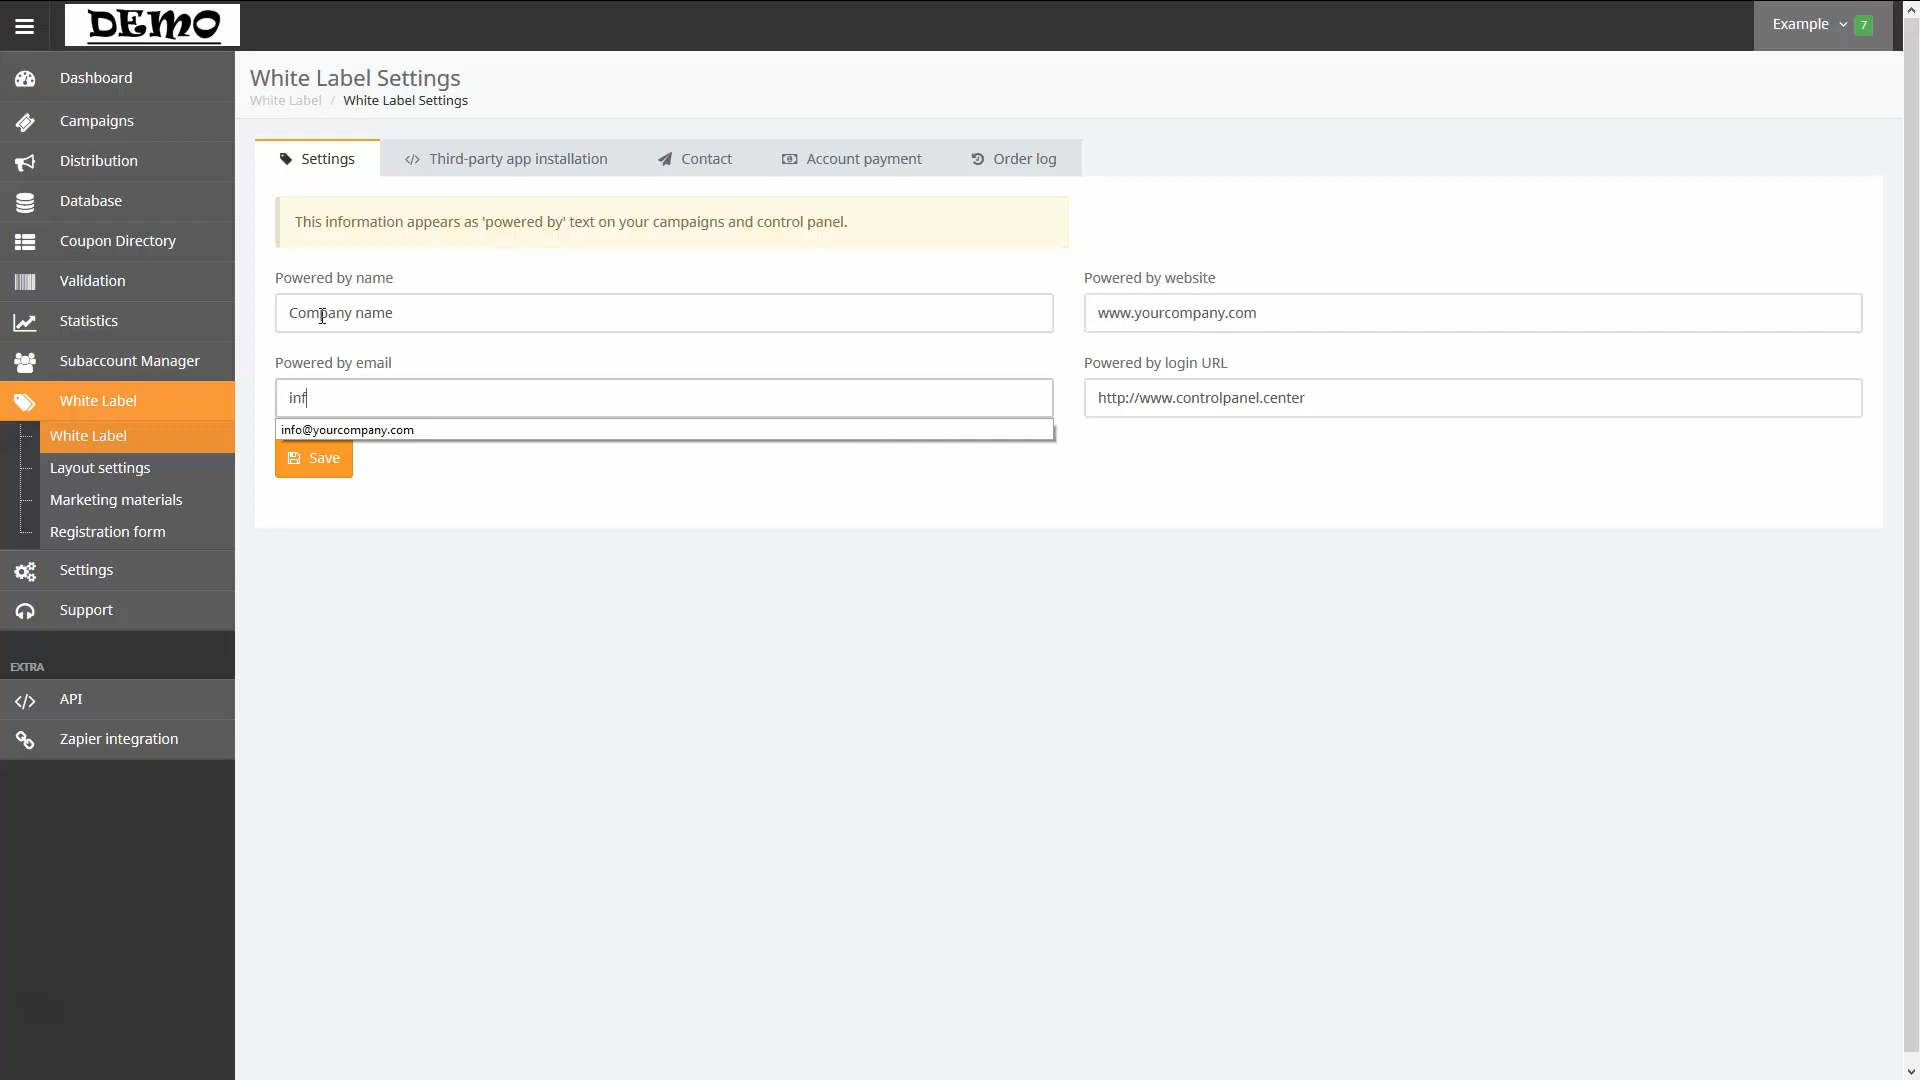 DEMO
Example 7
Dashboard
Campaigns
Distribution
Database
Coupon Directory
Validation
Statistics
Subaccount Manager
White Label
White Label
Layout settings
Marketing materials
Registration form
Settings
Support
EXTRA
API
Zapier integration
White Label Settings
White Label / White Label Settings
Settings
Third-party app installation
Contact
Account payment
Order log
This information appears as 'powered by' text on your campaigns and control panel.
Powered by name
Company name
Powered by website
www.yourcompany.com
Powered by email
inf
info@yourcompany.com
Powered by login URL
http://www.controlpanel.center
Save